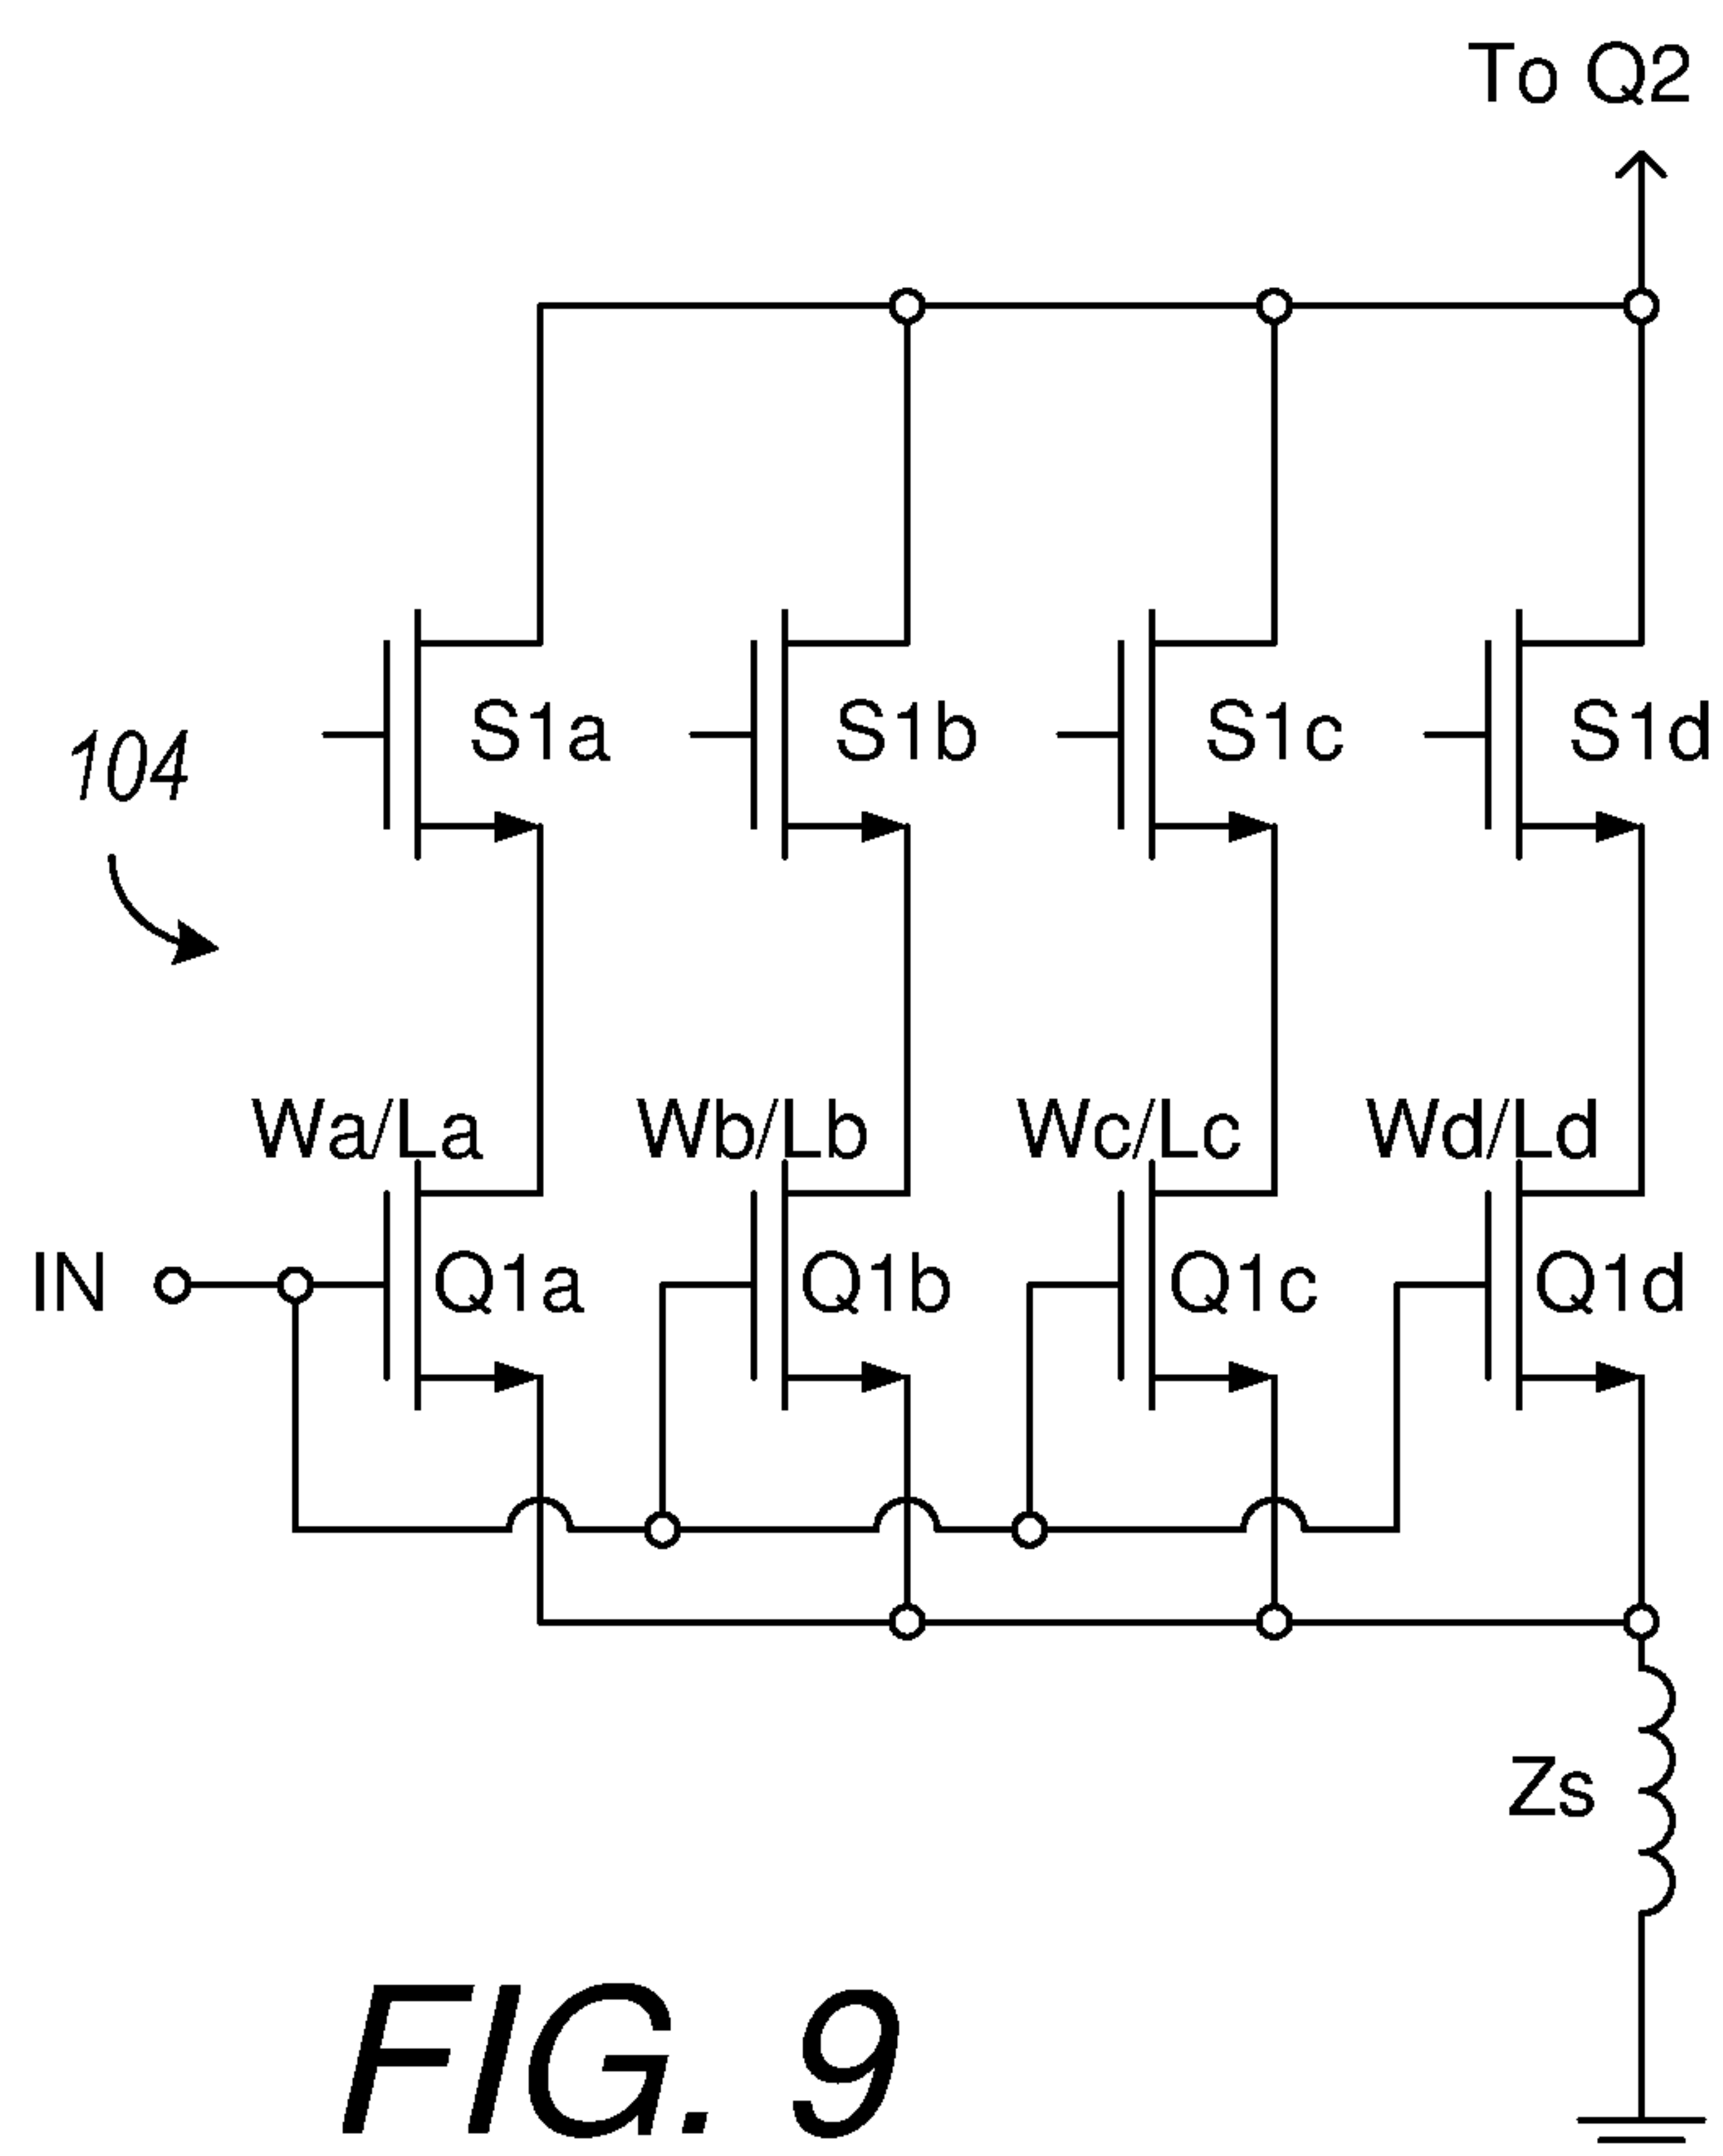 To Q2
S1a S1b S1c S1d
104
Wa/La Wb/Lb Wc/Lc Wd/Ld
IN Q1a Q1b Q1c Q1d
Zs
FIG. 9